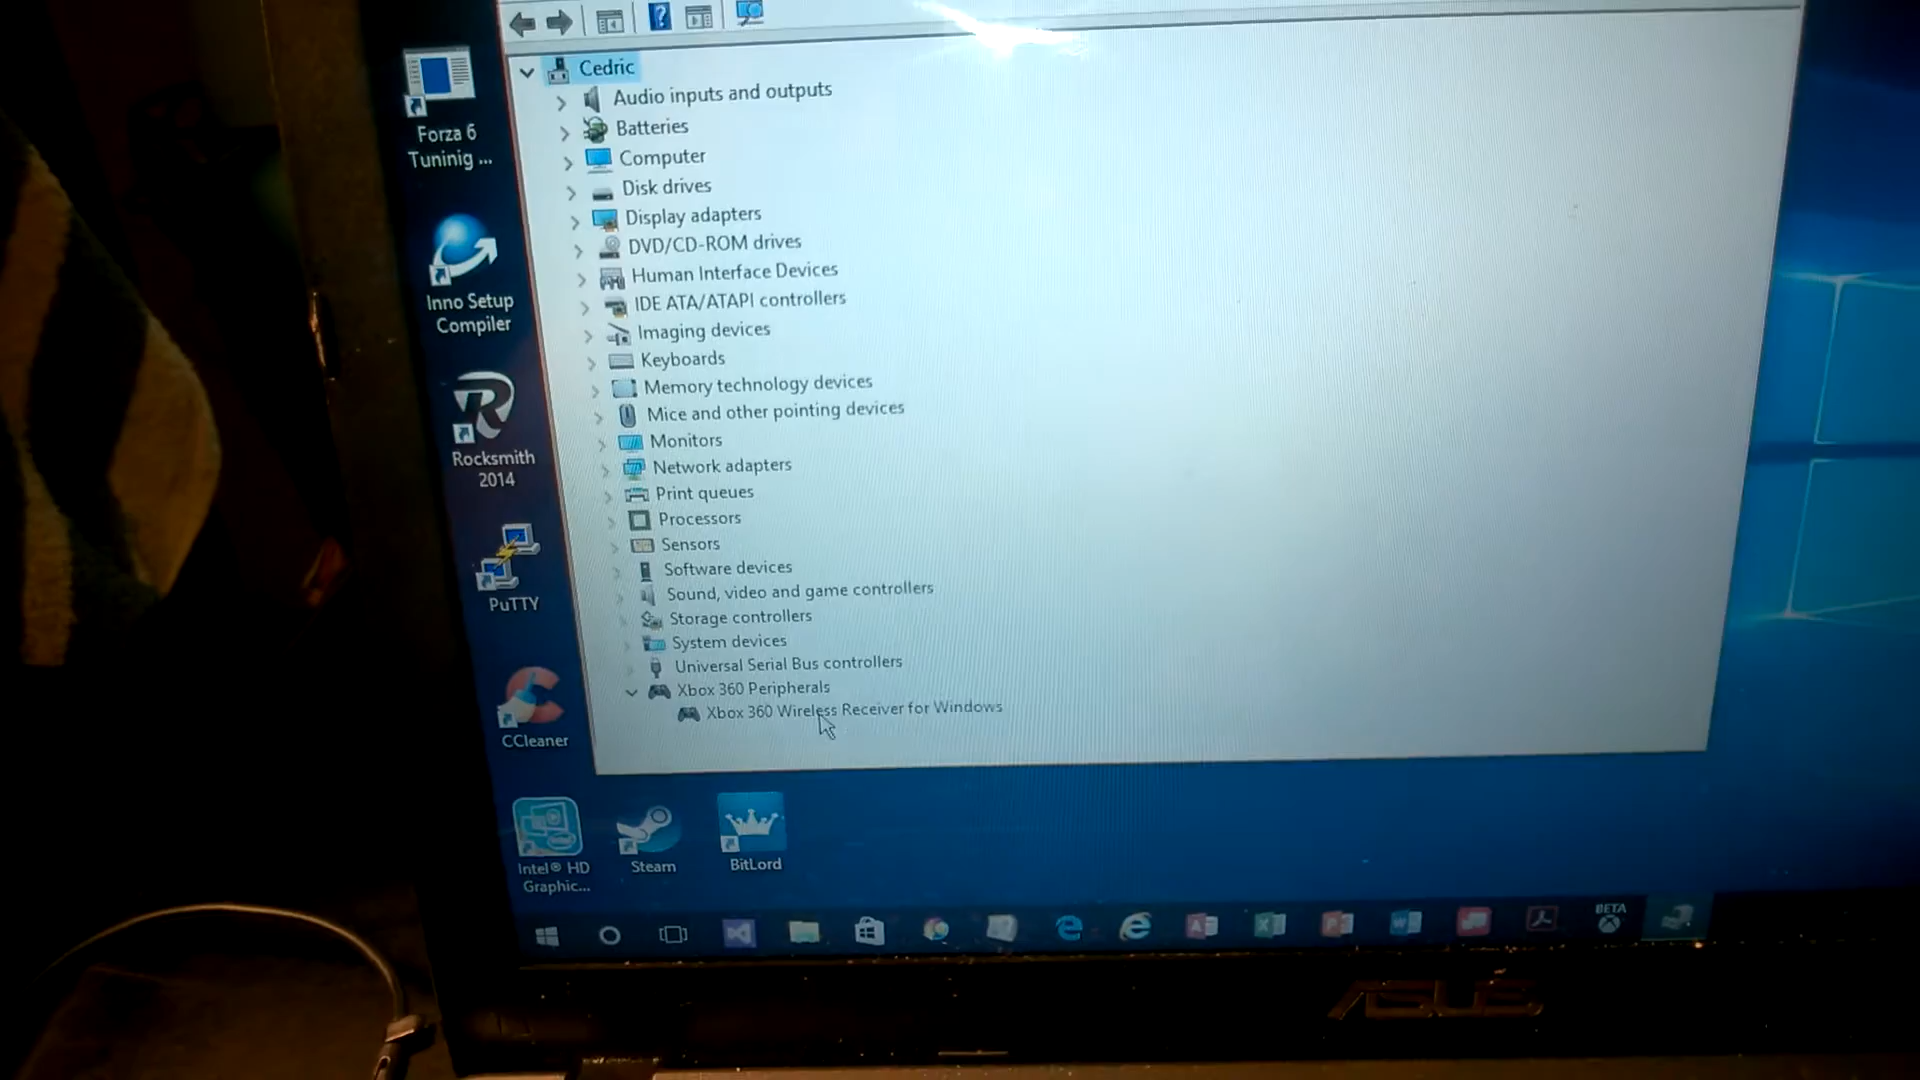 Cedric
Audio inputs and outputs
Batteries
Computer
Disk drives
Display adapters
DVD/CD-ROM drives
Human Interface Devices
IDE ATA/ATAPI controllers
Imaging devices
Keyboards
Memory technology devices
Mice and other pointing devices
Monitors
Network adapters
Print queues
Processors
Sensors
Software devices
Sound, video and game controllers
Storage controllers
System devices
Universal Serial Bus controllers
Xbox 360 Peripherals
Xbox 360 Wireless Receiver for Windows
Forza 6
Tuninig ...
Inno Setup
Compiler
Rocksmith
2014
PuTTY
CCleaner
Intel® HD
Graphic...
Steam
BitLord
BETA
ASUS